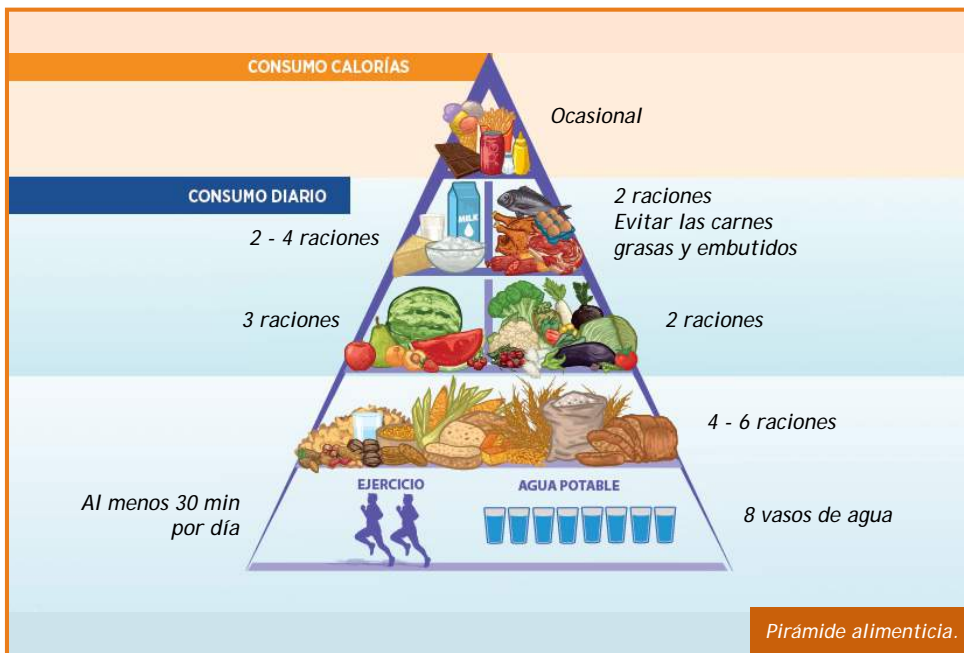 CONSUMO CALORÍAS
Ocasional
CONSUMO DIARIO
2 - 4 raciones
MILK
2 raciones
Evitar las carnes
grasas y embutidos
3 raciones
2 raciones
4 - 6 raciones
Al menos 30 min
por día
EJERCICIO
AGUA POTABLE
8 vasos de agua
Pirámide alimenticia.